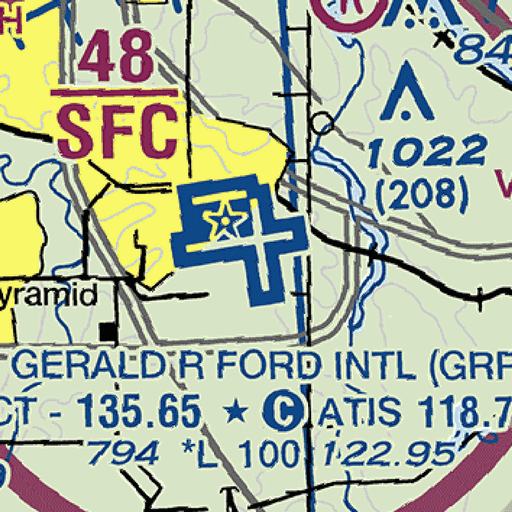 H
R
48
SFC
84
1022
(208)
V
yramid
GERALD R FORD INTL (GRR
CT - 135.65 ★ C ATIS 118.7
794 *L 100 122.95